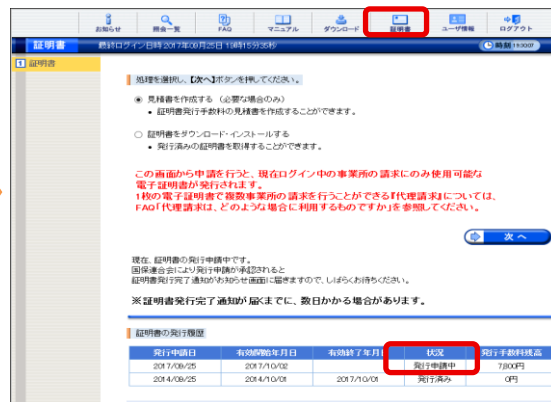 お知らせ 照会一覧 FAQ マニュアル ダウンロード 証明書 ユーザ情報 ログアウト
証明書 最終ログイン日時:2017年09月25日 19時15分35秒 時刻 19:30:07
1 証明書
処理を選択し、【次へ】ボタンを押してください。
見積書を作成する (必要な場合のみ)
• 証明書発行手数料の見積書を作成することができます。
証明書をダウンロード・インストールする
• 発行済みの証明書を取得することができます。
この画面から申請を行うと、現在ログイン中の事業所の請求にのみ使用可能な
電子証明書が発行されます。
1枚の電子証明書で複数事業所の請求を行うことができる『代理請求』については、
FAQ「代理請求は、どのような場合に利用するものですか」を参照してください。
次 へ
現在、証明書の発行申請中です。
国保連合会により発行申請が承認されると
証明書発行完了通知がお知らせ画面に届きますので、しばらくお待ちください。
※証明書発行完了通知が届くまでに、数日かかる場合があります。
証明書の発行履歴
発行申請日 有効開始年月日 有効終了年月日 状況 発行手数料残高
2017/09/25 2017/10/02 発行申請中 7,800円
2014/09/25 2014/10/01 2017/10/01 発行済み 0円